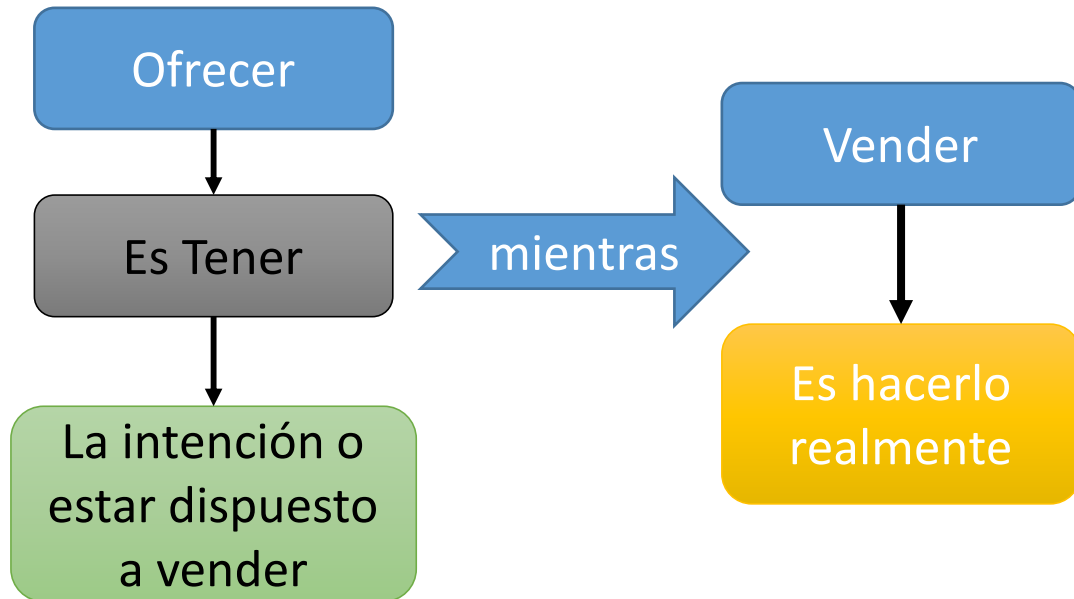 Ofrecer
Es Tener
La intención o
estar dispuesto
a vender
mientras
Vender
Es hacerlo
realmente